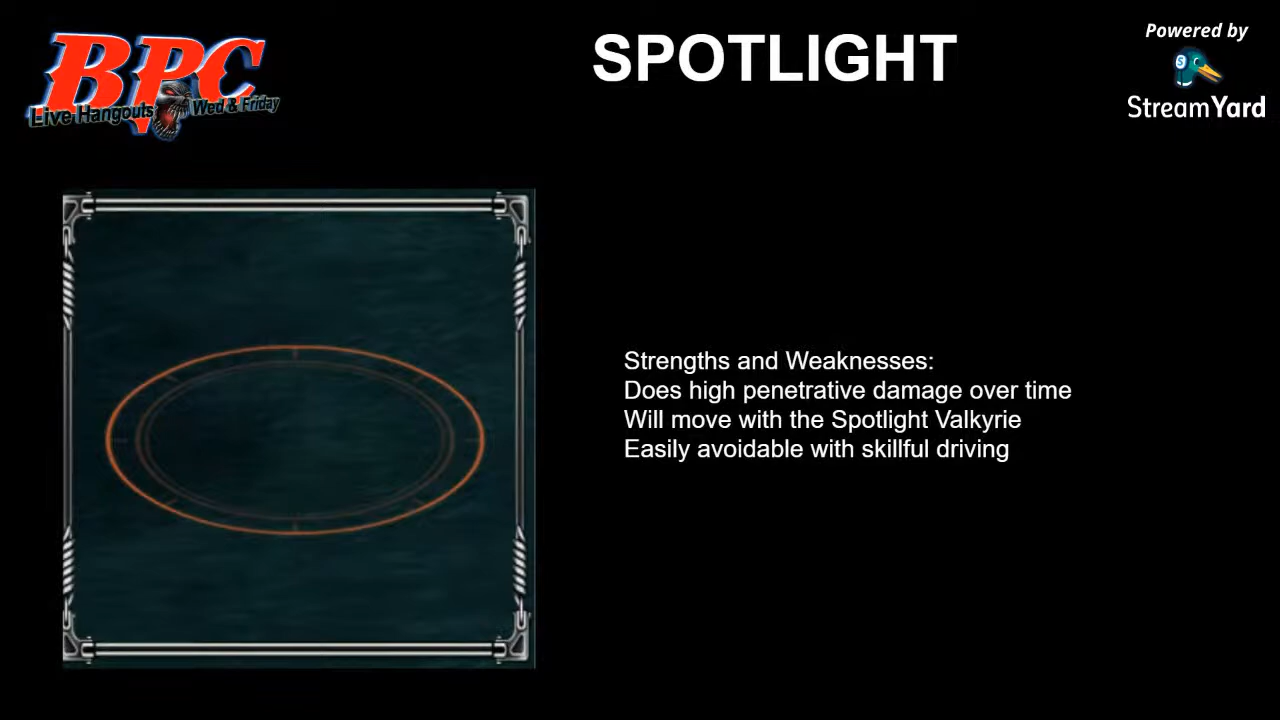 BPC
Live Hangouts Wed & Friday
SPOTLIGHT
Powered by
StreamYard
Strengths and Weaknesses:
Does high penetrative damage over time
Will move with the Spotlight Valkyrie
Easily avoidable with skillful driving